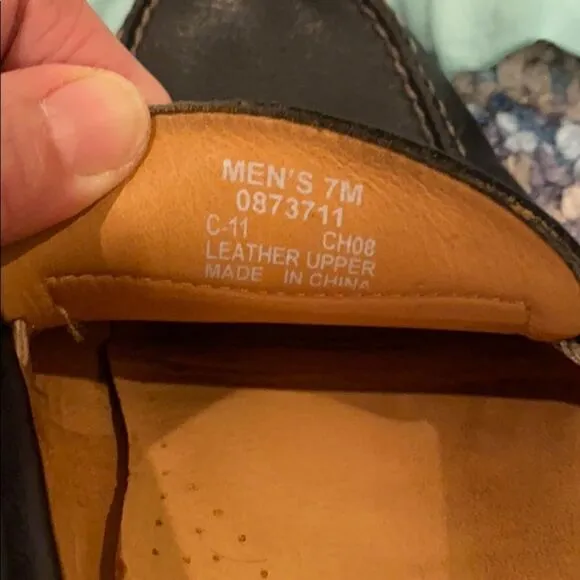 MEN'S 7M
0873711
C-11 CH08
LEATHER UPPER
MADE IN CHINA